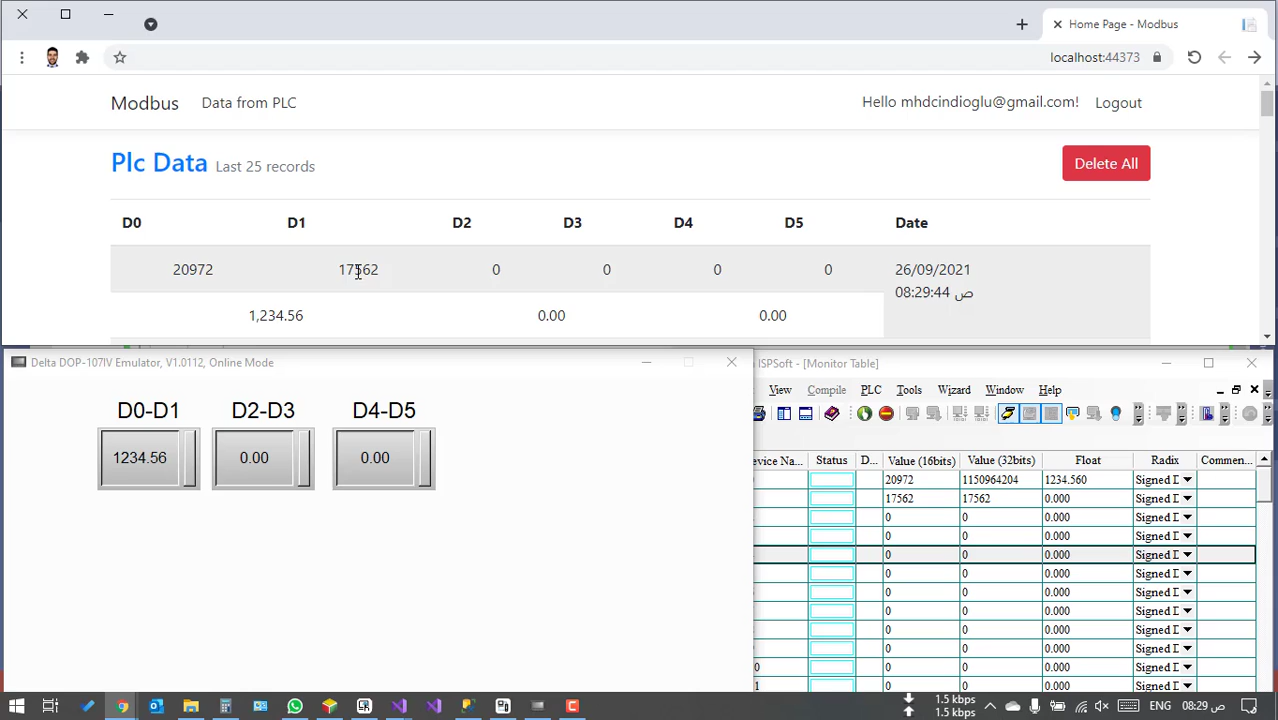 Home Page - Modbus
localhost:44373
Modbus
Data from PLC
Hello mhdcindioglu@gmail.com!
Logout
Plc Data Last 25 records
Delete All
D0 D1 D2 D3 D4 D5 Date
20972 17562 0 0 0 0 26/09/2021
08:29:44 ص
1,234.56 0.00 0.00
Delta DOP-107IV Emulator, V1.0112, Online Mode
D0-D1 D2-D3 D4-D5
1234.56 0.00 0.00
ISPSoft - [Monitor Table]
View Compile PLC Tools Wizard Window Help
evice Na... Status D... Value (16bits) Value (32bits) Float Radix Commen...
20972 1150964204 1234.560 Signed D
17562 17562 0.000 Signed D
0 0 0.000 Signed D
0 0 0.000 Signed D
0 0 0.000 Signed D
0 0 0.000 Signed D
0 0 0.000 Signed D
0 0 0.000 Signed D
0 0 0.000 Signed D
0 0 0.000 Signed D
0 0 0 0.000 Signed D
1 0 0 0.000 Signed D
1.5 kbps
1.5 kbps
ENG
08:29 ص